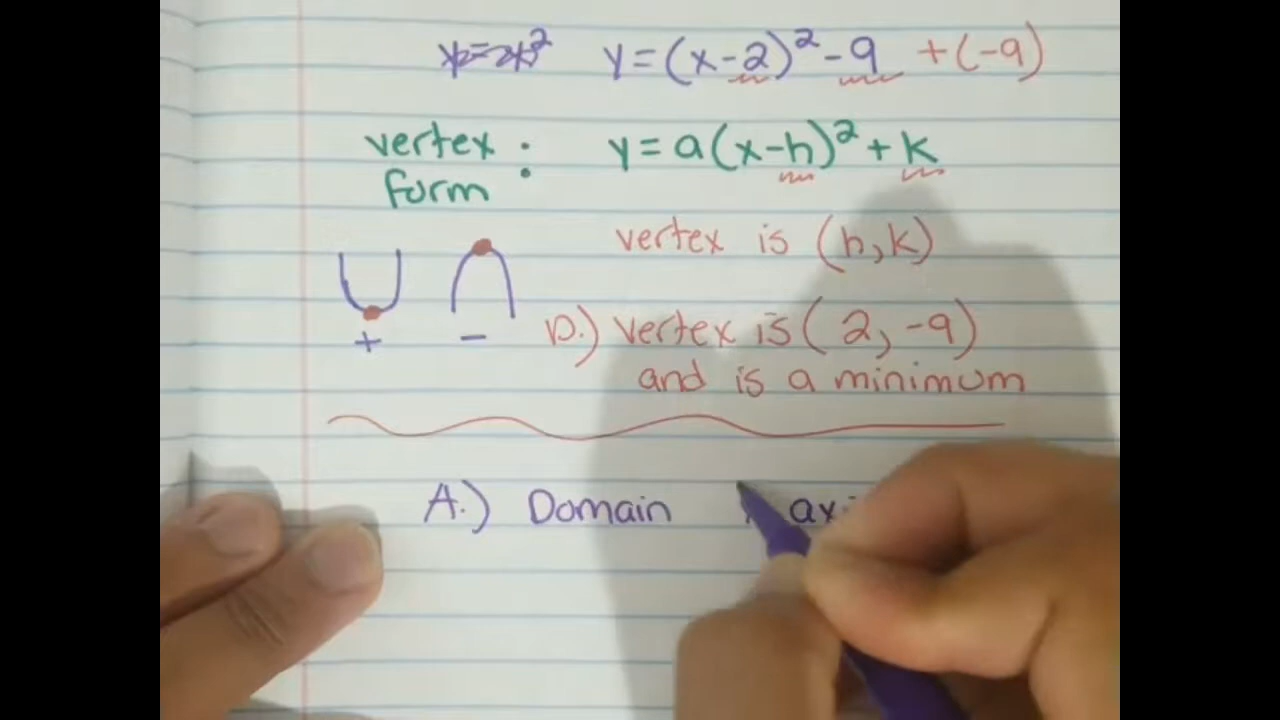 y=(x-2)²-9 +(-9)
vertex form : y=a(x-h)²+k
vertex is (h,k)
+ -
D.) vertex is (2, -9)
and is a minimum
A.) Domain